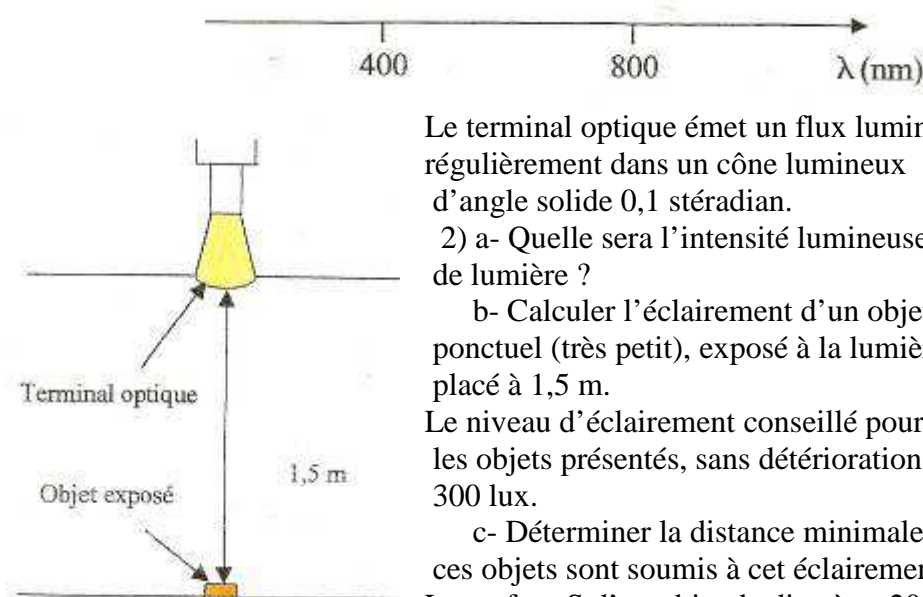 400 800 λ (nm)
Le terminal optique émet un flux lumin
régulièrement dans un cône lumineux
d’angle solide 0,1 stéradian.
2) a- Quelle sera l’intensité lumineuse
de lumière ?
b- Calculer l’éclairement d’un obje
ponctuel (très petit), exposé à la lumiè
placé à 1,5 m.
Le niveau d’éclairement conseillé pour
les objets présentés, sans détérioration
300 lux.
c- Déterminer la distance minimale
ces objets sont soumis à cet éclairemen
Terminal optique
1,5 m
Objet exposé